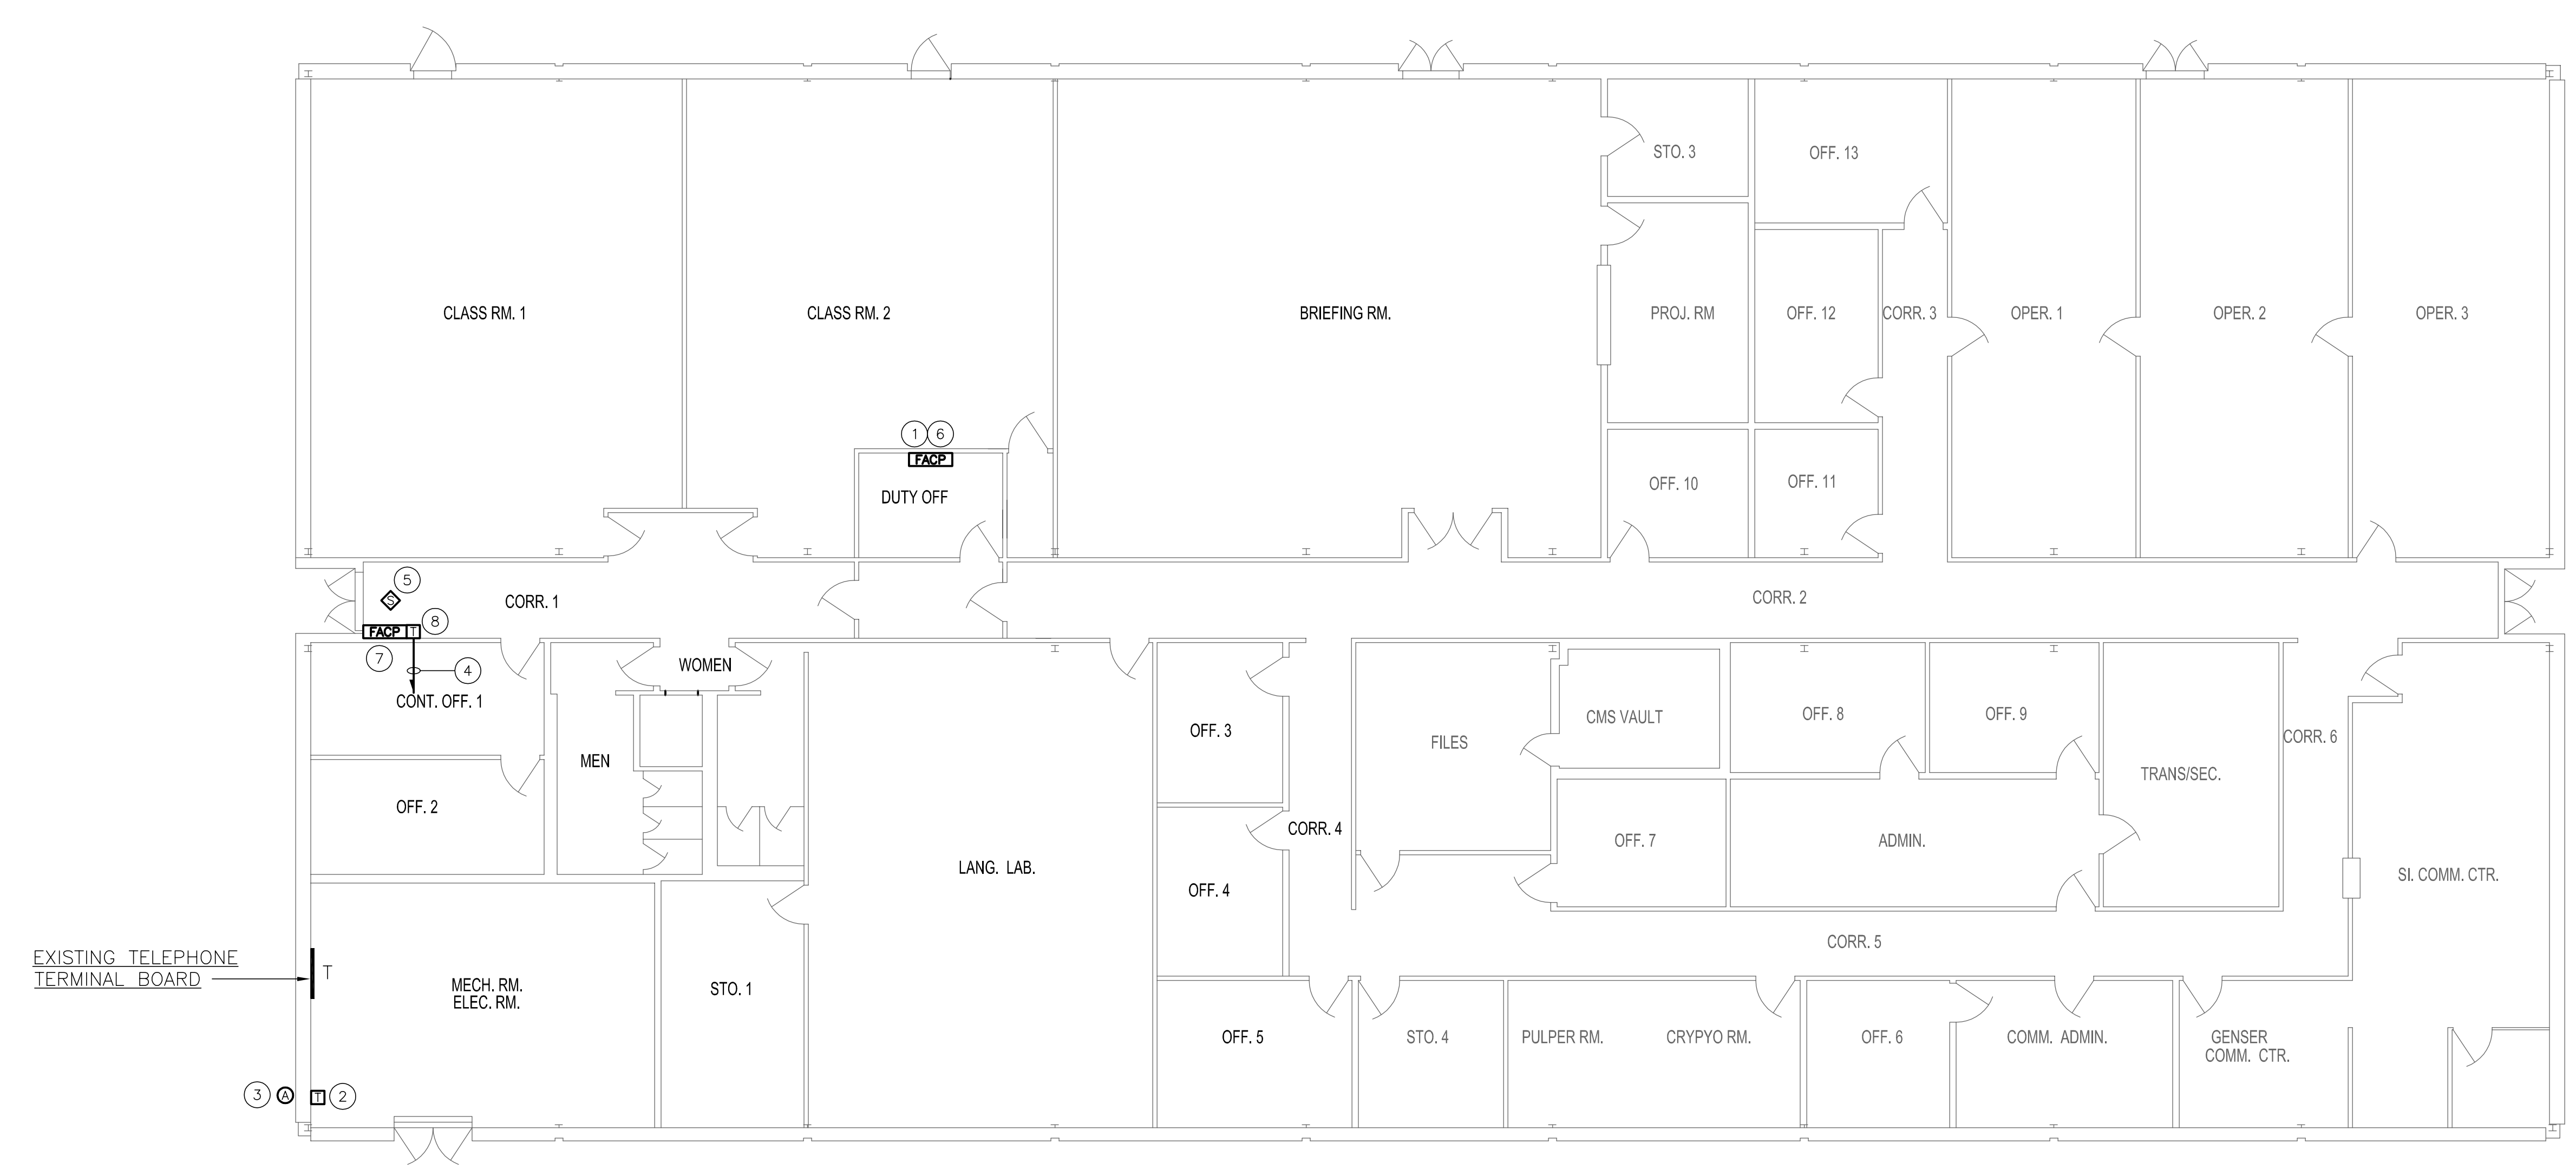 STO. 3
OFF. 13
CLASS RM. 1
CLASS RM. 2
BRIEFING RM.
PROJ. RM
OFF. 12
CORR. 3
OPER. 1
OPER. 2
OPER. 3
1
6
FACP
DUTY OFF
OFF. 10
OFF. 11
5
S
CORR. 1
CORR. 2
8
FACP
T
7
4
CONT. OFF. 1
WOMEN
MEN
OFF. 2
OFF. 3
FILES
CMS VAULT
OFF. 8
OFF. 9
CORR. 6
TRANS/SEC.
CORR. 4
OFF. 7
ADMIN.
LANG. LAB.
OFF. 4
SI. COMM. CTR.
CORR. 5
EXISTING TELEPHONE
TERMINAL BOARD
T
MECH. RM.
ELEC. RM.
STO. 1
OFF. 5
STO. 4
PULPER RM.
CRYPYO RM.
OFF. 6
COMM. ADMIN.
GENSER
COMM. CTR.
3
A
T
2